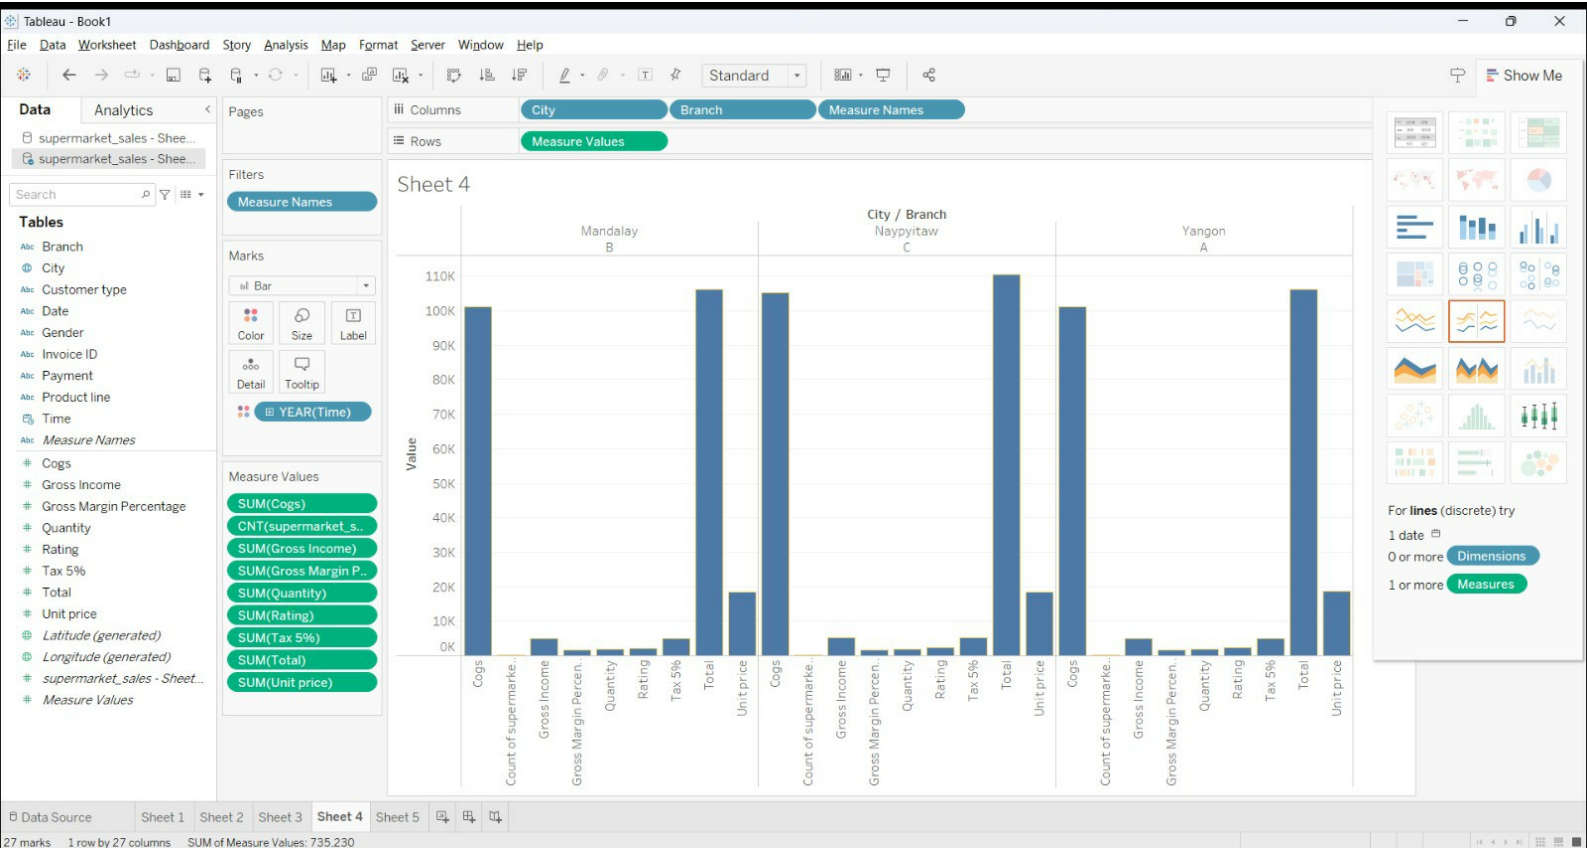 Tableau - Book1
File Data Worksheet Dashboard Story Analysis Map Format Server Window Help
Standard
Show Me
Data Analytics
supermarket_sales - Shee...
supermarket_sales - Shee...
Search
Tables
Abc Branch
City
Abc Customer type
Abc Date
Abc Gender
Abc Invoice ID
Abc Payment
Abc Product line
Time
Abc Measure Names
# Cogs
# Gross Income
# Gross Margin Percentage
# Quantity
# Rating
# Tax 5%
# Total
# Unit price
Latitude (generated)
Longitude (generated)
# supermarket_sales - Sheet...
# Measure Values
Pages
Filters
Measure Names
Marks
Bar
Color Size Label
Detail Tooltip
YEAR(Time)
Measure Values
SUM(Cogs)
CNT(supermarket_s..
SUM(Gross Income)
SUM(Gross Margin P..
SUM(Quantity)
SUM(Rating)
SUM(Tax 5%)
SUM(Total)
SUM(Unit price)
Columns City Branch Measure Names
Rows Measure Values
Sheet 4
City / Branch
Mandalay Naypyitaw Yangon
B C A
Value
110K
100K
90K
80K
70K
60K
50K
40K
30K
20K
10K
0K
Cogs
Count of supermarke..
Gross Income
Gross Margin Percen..
Quantity
Rating
Tax 5%
Total
Unit price
Cogs
Count of supermarke..
Gross Income
Gross Margin Percen..
Quantity
Rating
Tax 5%
Total
Unit price
Cogs
Count of supermarke..
Gross Income
Gross Margin Percen..
Quantity
Rating
Tax 5%
Total
Unit price
For lines (discrete) try
1 date
0 or more Dimensions
1 or more Measures
Data Source Sheet 1 Sheet 2 Sheet 3 Sheet 4 Sheet 5
27 marks 1 row by 27 columns SUM of Measure Values: 735,230